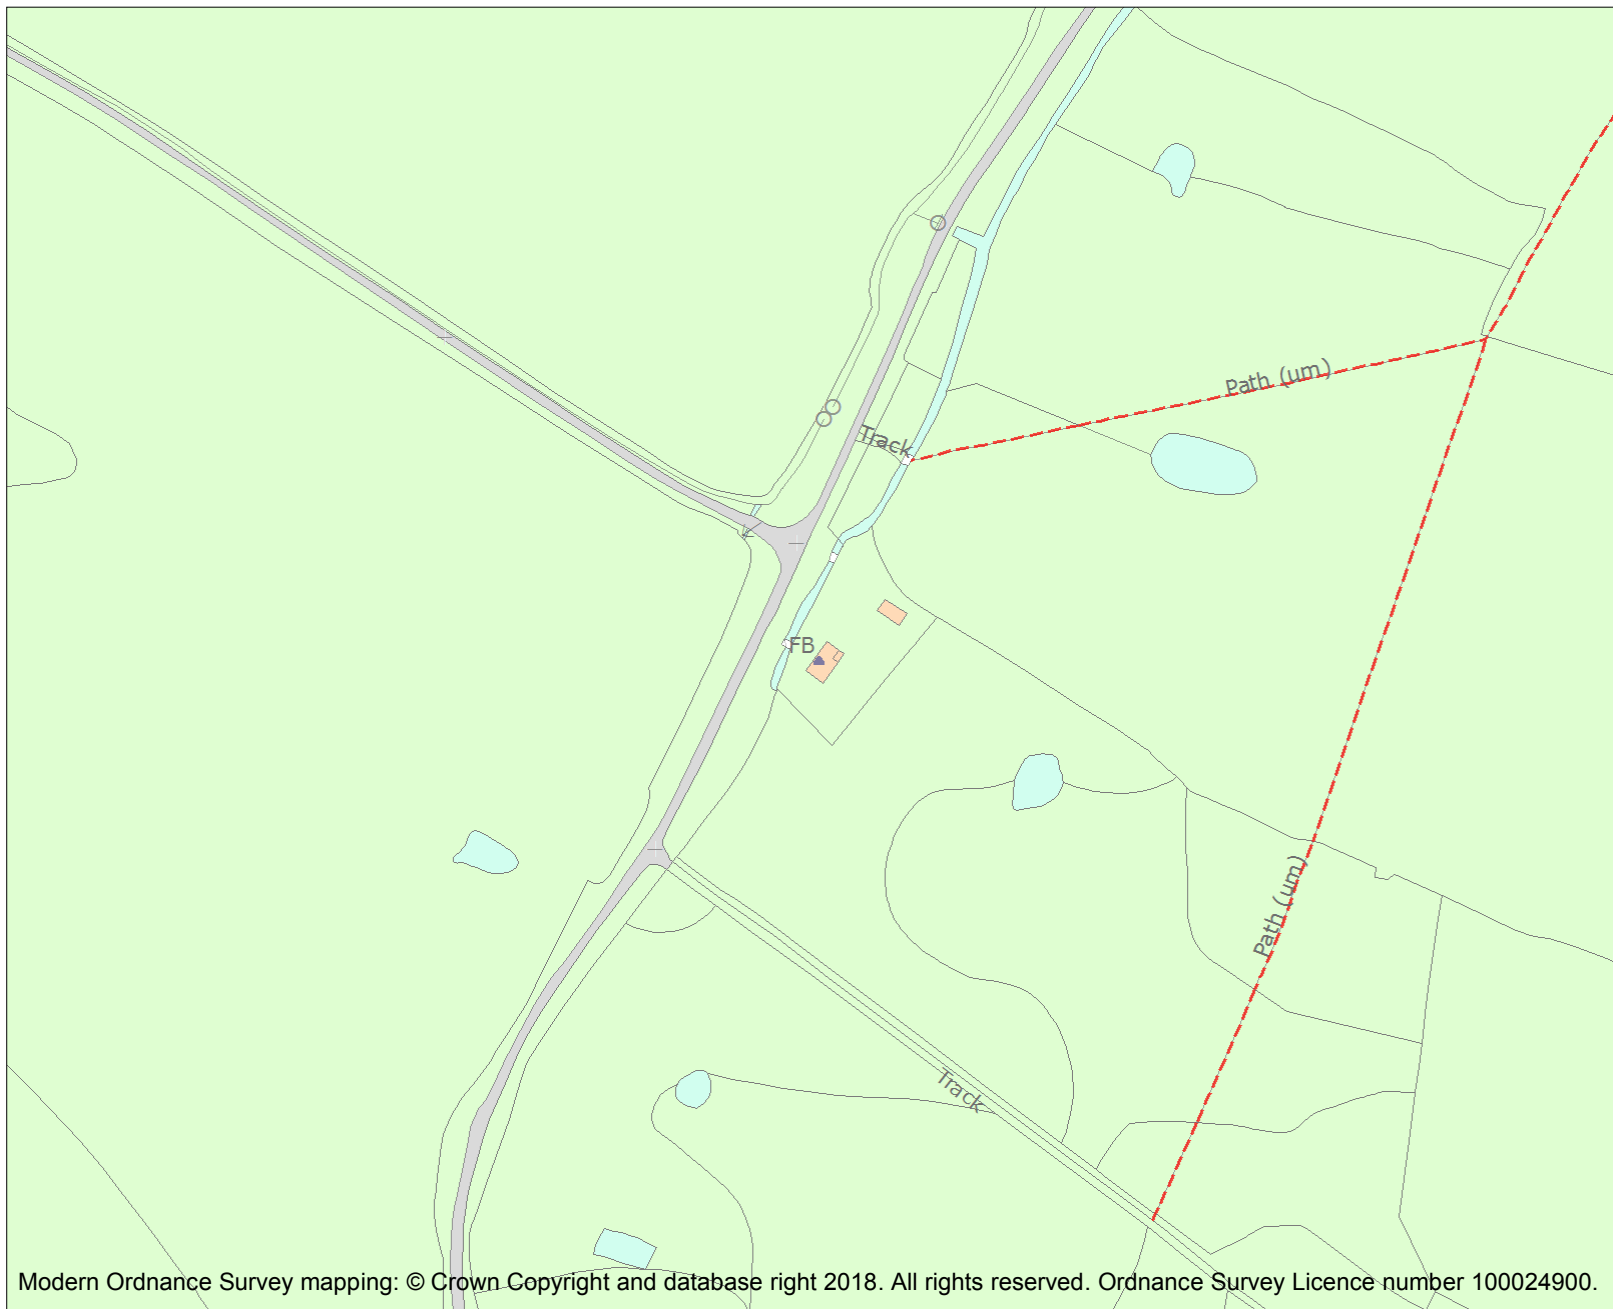 Path (um)
Track
FB
Path (um)
Track
Modern Ordnance Survey mapping: © Crown Copyright and database right 2018. All rights reserved. Ordnance Survey Licence number 100024900.